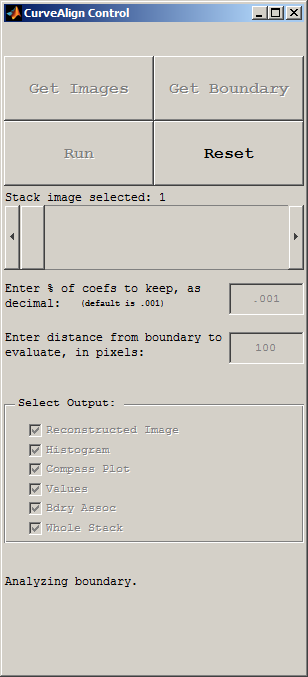 CurveAlign Control
Get Images
Get Boundary
Run
Reset
Stack image selected: 1
Enter % of coefs to keep, as
decimal: (default is .001)
.001
Enter distance from boundary to
evaluate, in pixels:
100
Select Output:
Reconstructed Image
Histogram
Compass Plot
Values
Bdry Assoc
Whole Stack
Analyzing boundary.